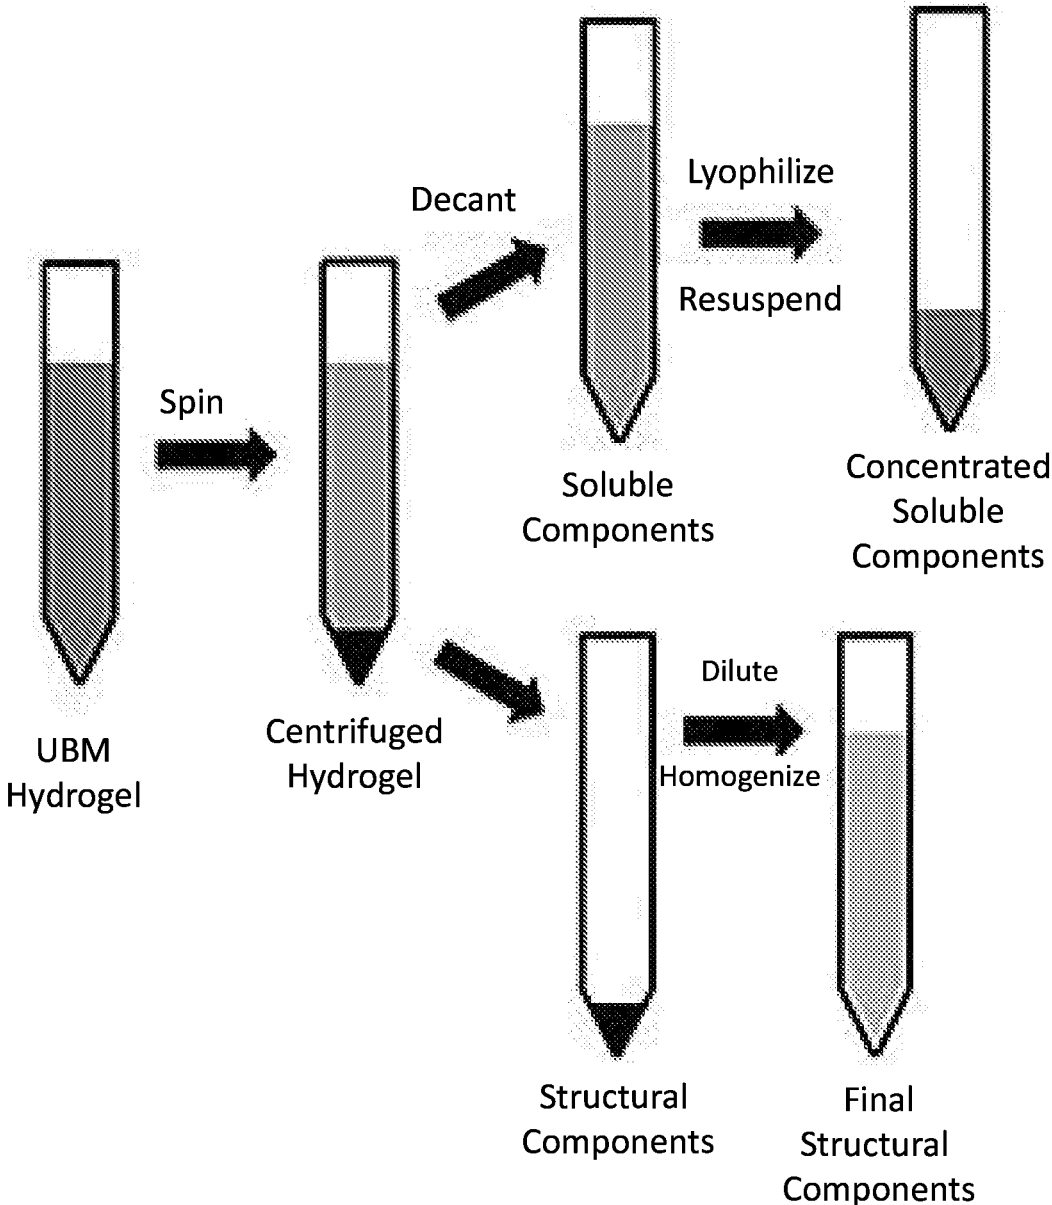 Decant
Lyophilize
Resuspend
Spin
Concentrated
Soluble
Components
Soluble
Components
UBM
Hydrogel
Centrifuged
Hydrogel
Dilute
Homogenize
Structural
Components
Final
Structural
Components